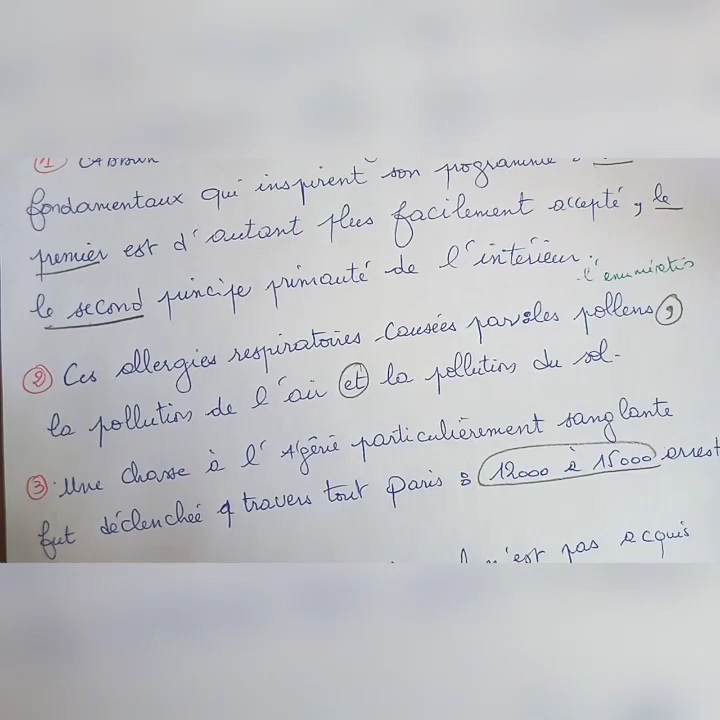 ① son programme :
fondamentaux qui inspirent
premier est d'autant plus facilement accepté, le
le second principe primauté de l'intérieur.
l'enumératio
② Ces allergies respiratoires causées par: les pollens,
la pollution de l'air et la pollution du sol.
③ Une chasse à l'Algérie particulièrement sanglante
fut déclenchée à travers tout Paris : 12000 à 15000 arrest
n'est pas acquis